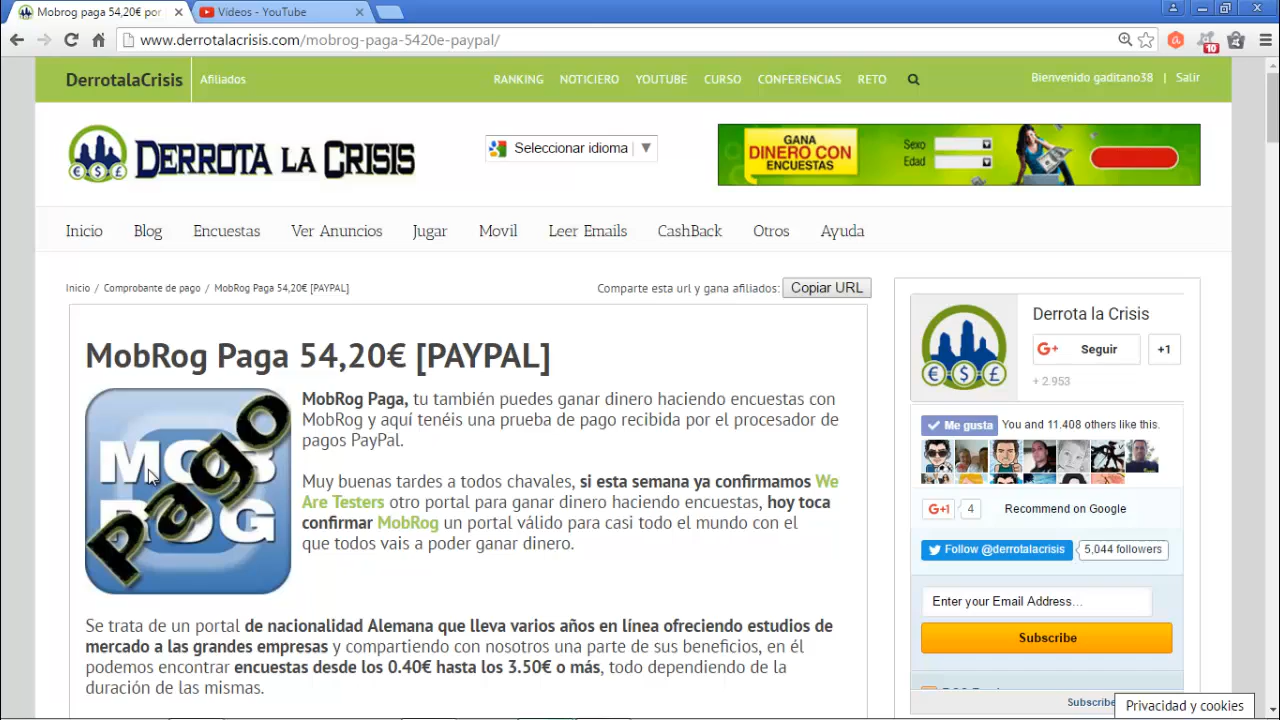 Mobrog paga 54,20€ por
Videos - YouTube
www.derrotalacrisis.com/mobrog-paga-5420e-paypal/
10
DerrotalaCrisis
Afiliados
RANKING NOTICIERO YOUTUBE CURSO CONFERENCIAS RETO
Bienvenido gaditano38 | Salir
DERROTA LA CRISIS
Seleccionar idioma
GANA DINERO CON ENCUESTAS
Sexo
Edad
Inicio Blog Encuestas Ver Anuncios Jugar Movil Leer Emails CashBack Otros Ayuda
Inicio / Comprobante de pago / MobRog Paga 54,20€ [PAYPAL]
Comparte esta url y gana afiliados: Copiar URL
MobRog Paga 54,20€ [PAYPAL]
MOB
ROG
Pago
MobRog Paga, tu también puedes ganar dinero haciendo encuestas con
MobRog y aquí tenéis una prueba de pago recibida por el procesador de
pagos PayPal.
Muy buenas tardes a todos chavales, si esta semana ya confirmamos We
Are Testers otro portal para ganar dinero haciendo encuestas, hoy toca
confirmar MobRog un portal válido para casi todo el mundo con el
que todos vais a poder ganar dinero.
Se trata de un portal de nacionalidad Alemana que lleva varios años en línea ofreciendo estudios de
mercado a las grandes empresas y compartiendo con nosotros una parte de sus beneficios, en él
podemos encontrar encuestas desde los 0.40€ hasta los 3.50€ o más, todo dependiendo de la
duración de las mismas.
Derrota la Crisis
G+ Seguir +1
+ 2.953
Me gusta You and 11.408 others like this.
G+1 4 Recommend on Google
Follow @derrotalacrisis 5,044 followers
Enter your Email Address...
Subscribe
Subscribe
Privacidad y cookies